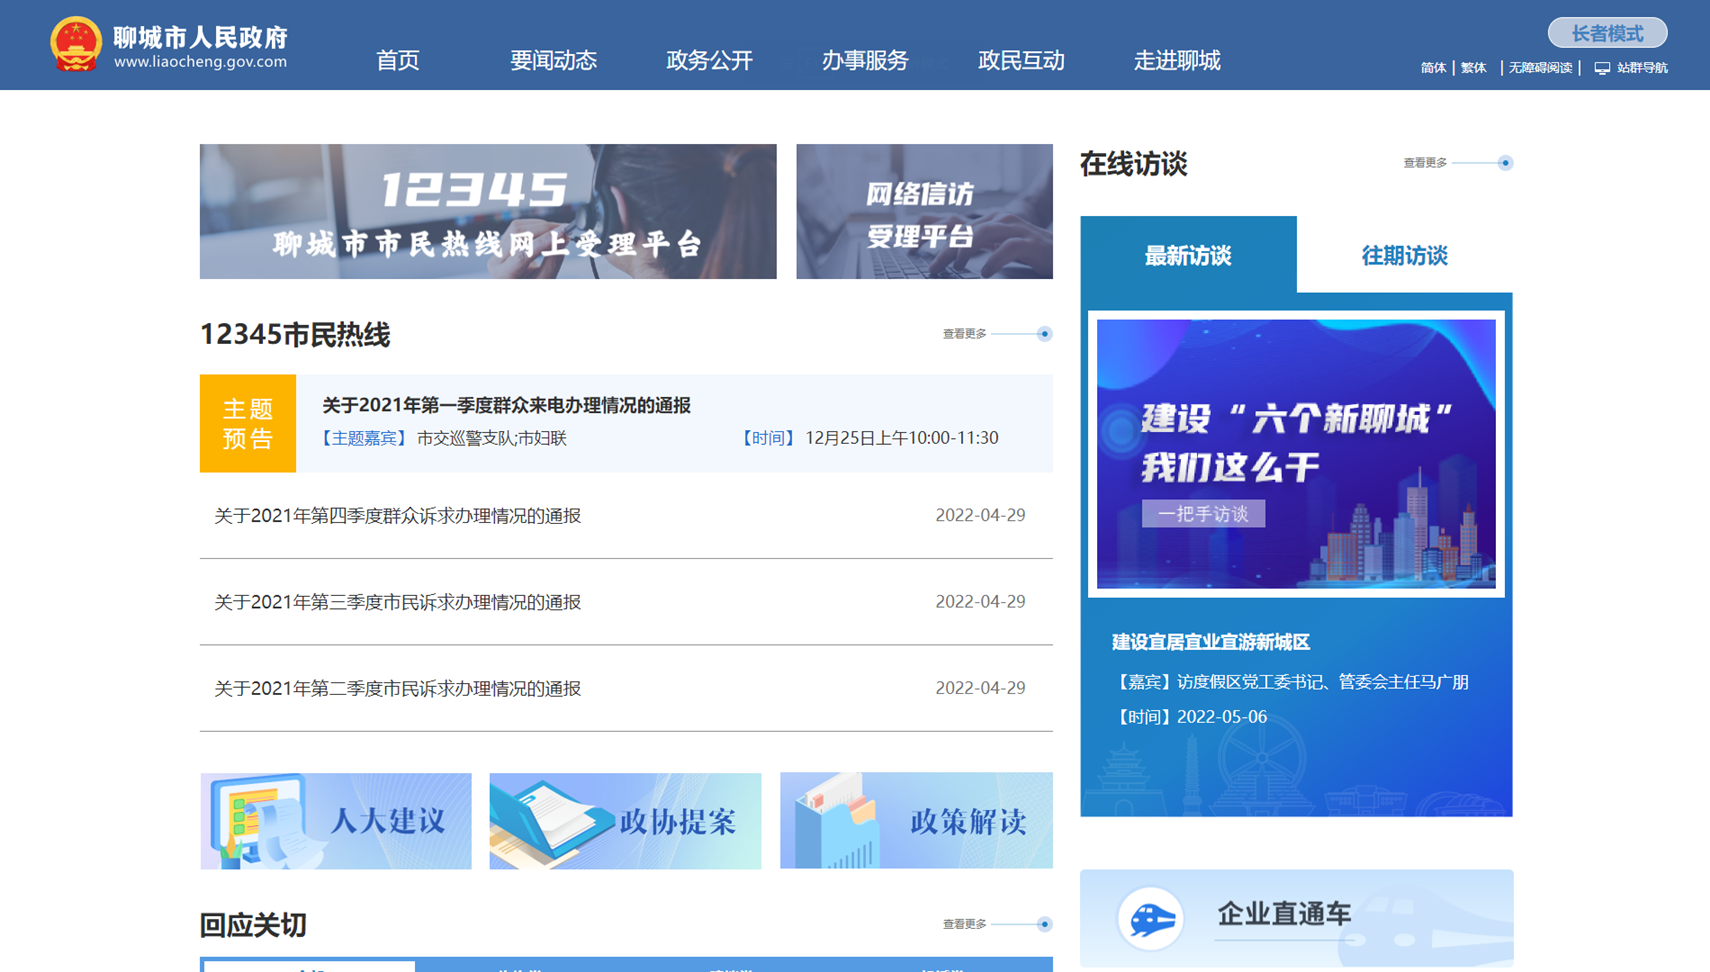 聊城市人民政府
www.liaocheng.gov.com
首页
要闻动态
政务公开
办事服务
政民互动
走进聊城
长者模式
简体 | 繁体 | 无障碍阅读 | 站群导航
12345
聊城市市民热线网上受理平台
网络信访
受理平台
在线访谈
查看更多
最新访谈
往期访谈
12345市民热线
查看更多
主题
预告
关于2021年第一季度群众来电办理情况的通报
【主题嘉宾】 市交巡警支队;市妇联
【时间】 12月25日上午10:00-11:30
关于2021年第四季度群众诉求办理情况的通报
2022-04-29
关于2021年第三季度市民诉求办理情况的通报
2022-04-29
关于2021年第二季度市民诉求办理情况的通报
2022-04-29
建设“六个新聊城”
我们这么干
一把手访谈
建设宜居宜业宜游新城区
【嘉宾】访度假区党工委书记、管委会主任马广朋
【时间】2022-05-06
人大建议
政协提案
政策解读
回应关切
查看更多
企业直通车